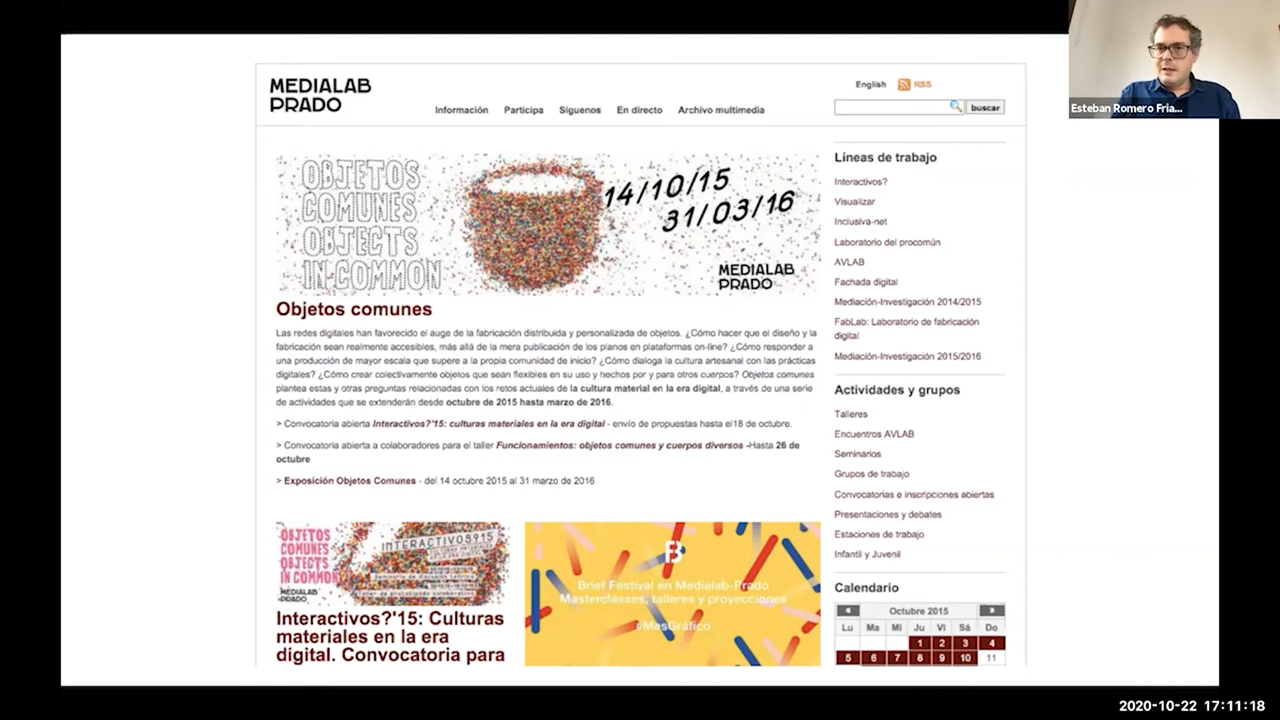 MEDIALAB
PRADO
Información Participa Síguenos En directo Archivo multimedia
English RSS
buscar
Esteban Romero Fria...
OBJETOS
COMUNES
OBJECTS
IN COMMON
14/10/15
31/03/16
MEDIALAB
PRADO
Objetos comunes
Las redes digitales han favorecido el auge de la fabricación distribuida y personalizada de objetos. ¿Cómo hacer que el diseño y la
fabricación sean realmente accesibles, más allá de la mera publicación de los planos en plataformas on-line? ¿Cómo responder a
una producción de mayor escala que supere a la propia comunidad de inicio? ¿Cómo dialoga la cultura artesanal con las prácticas
digitales? ¿Cómo crear colectivamente objetos que sean flexibles en su uso y hechos por y para otros cuerpos? Objetos comunes
plantea estas y otras preguntas relacionadas con los retos actuales de la cultura material en la era digital, a través de una serie
de actividades que se extenderán desde octubre de 2015 hasta marzo de 2016.
> Convocatoria abierta Interactivos?'15: culturas materiales en la era digital - envío de propuestas hasta el18 de octubre.
> Convocatoria abierta a colaboradores para el taller Funcionamientos: objetos comunes y cuerpos diversos -Hasta 26 de
octubre
> Exposición Objetos Comunes - del 14 octubre 2015 al 31 marzo de 2016
OBJETOS
COMUNES
OBJECTS
IN COMMON
MEDIALAB
PRADO
INTERACTIVOS?15
Interactivos?'15: Culturas
materiales en la era
digital. Convocatoria para
B
Brief Festival en Medialab-Prado
Masterclasses, talleres y proyecciones
#MesGráfico
Líneas de trabajo
Interactivos?
Visualizar
Inclusiva-net
Laboratorio del procomún
AVLAB
Fachada digital
Mediación-Investigación 2014/2015
FabLab: Laboratorio de fabricación
digital
Mediación-Investigación 2015/2016
Actividades y grupos
Talleres
Encuentros AVLAB
Seminarios
Grupos de trabajo
Convocatorias e inscripciones abiertas
Presentaciones y debates
Estaciones de trabajo
Infantil y Juvenil
Calendario
Octubre 2015
Lu Ma Mi Ju Vi Sá Do
1 2 3 4
5 6 7 8 9 10 11
2020-10-22 17:11:18